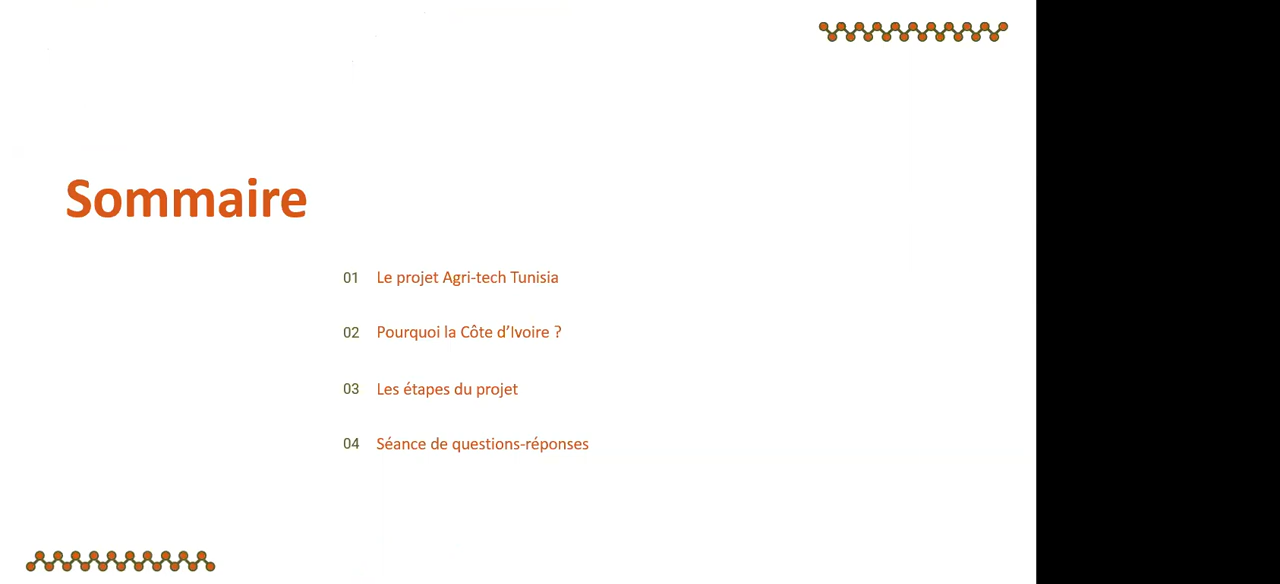 Sommaire
01 Le projet Agri-tech Tunisia
02 Pourquoi la Côte d’Ivoire ?
03 Les étapes du projet
04 Séance de questions-réponses